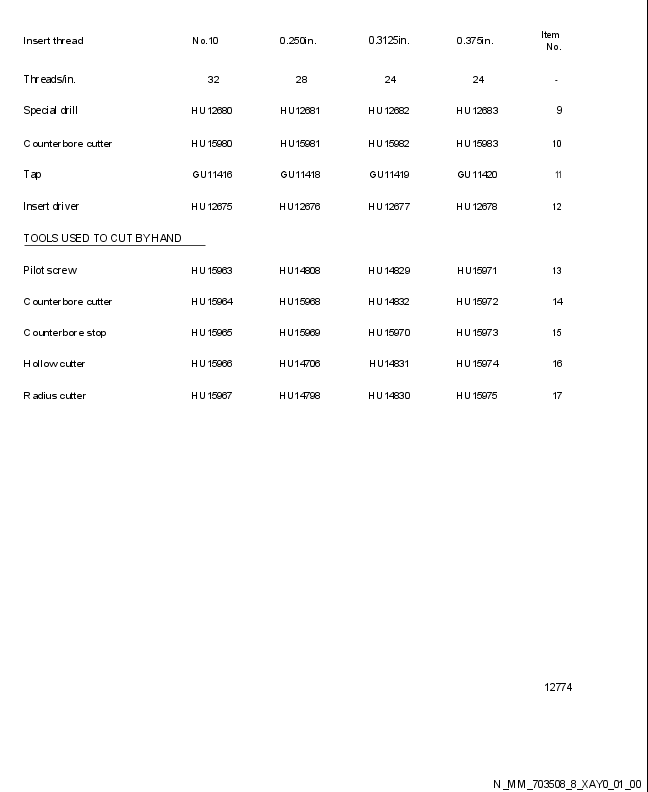 Insert thread No.10 0.250in. 0.3125in. 0.375in. Item No.
Threads/in. 32 28 24 24 -
Special drill HU12680 HU12681 HU12682 HU12683 9
Counterbore cutter HU15980 HU15981 HU15982 HU15983 10
Tap GU11416 GU11418 GU11419 GU11420 11
Insert driver HU12675 HU12676 HU12677 HU12678 12
TOOLS USED TO CUT BY HAND
Pilot screw HU15963 HU14808 HU14829 HU15971 13
Counterbore cutter HU15964 HU15968 HU14832 HU15972 14
Counterbore stop HU15965 HU15969 HU15970 HU15973 15
Hollow cutter HU15966 HU14706 HU14831 HU15974 16
Radius cutter HU15967 HU14798 HU14830 HU15975 17
12774
N_MM_703508_8_XAY0_01_00